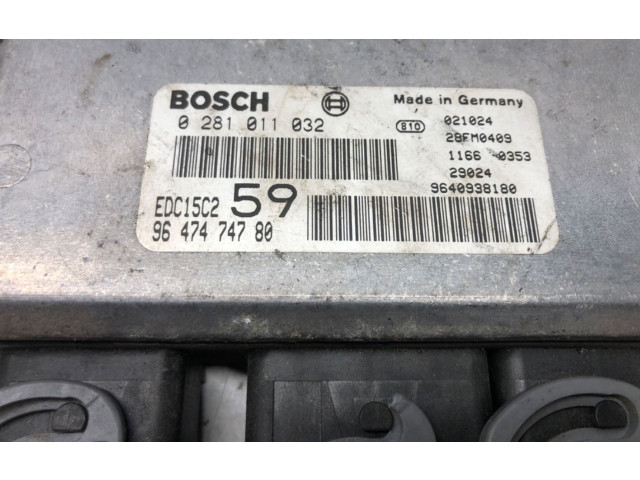 BOSCH
Made in Germany
0 281 011 032
810
021024
28FM0409
1166 0353
29024
9640938180
EDC15C2 59
96 474 747 80